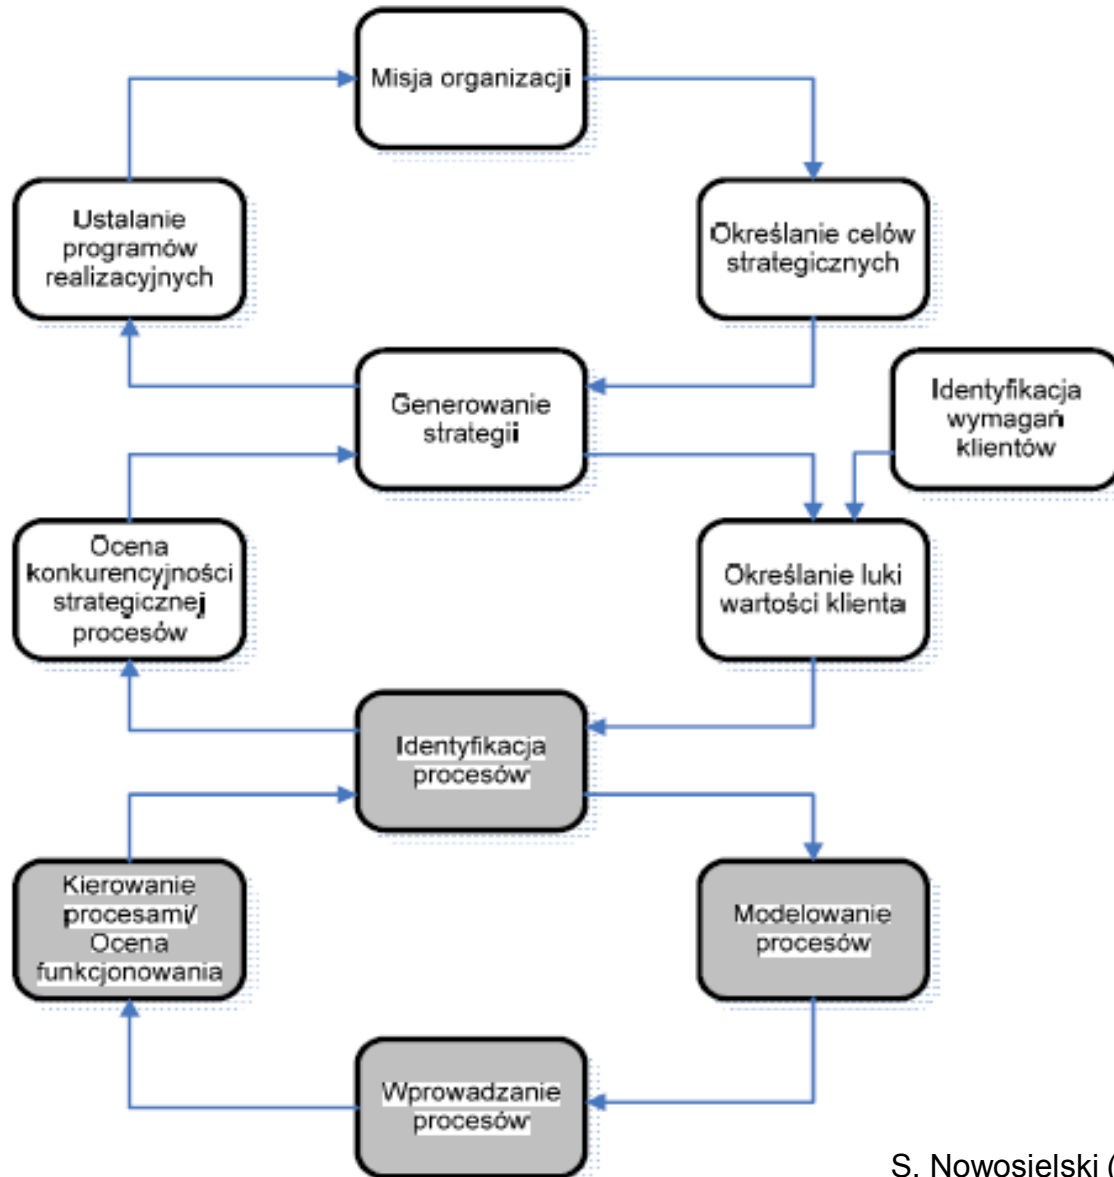 Misja organizacji
Ustalanie
programów
realizacyjnych
Określanie celów
strategicznych
Generowanie
strategii
Identyfikacja
wymagań
klientów
Ocena
konkurencyjności
strategicznej
procesów
Określanie luki
wartości klienta
Identyfikacja
procesów
Kierowanie
procesami/
Ocena
funkcjonowania
Modelowanie
procesów
Wprowadzanie
procesów
S. Nowosielski (